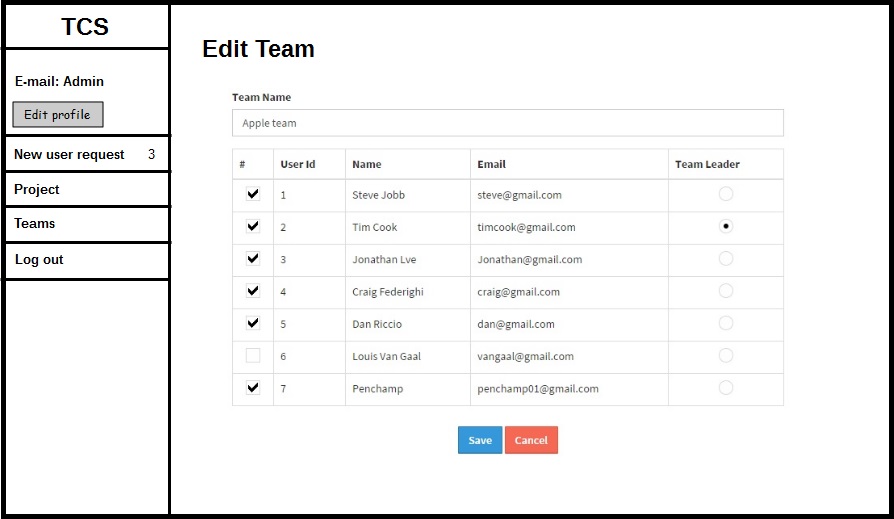 TCS
E-mail: Admin
Edit profile
New user request 3
Project
Teams
Log out
Edit Team
Team Name
Apple team
# User Id Name Email Team Leader
1 Steve Jobb steve@gmail.com
2 Tim Cook timcook@gmail.com
3 Jonathan Lve Jonathan@gmail.com
4 Craig Federighi craig@gmail.com
5 Dan Riccio dan@gmail.com
6 Louis Van Gaal vangaal@gmail.com
7 Penchamp penchamp01@gmail.com
Save Cancel